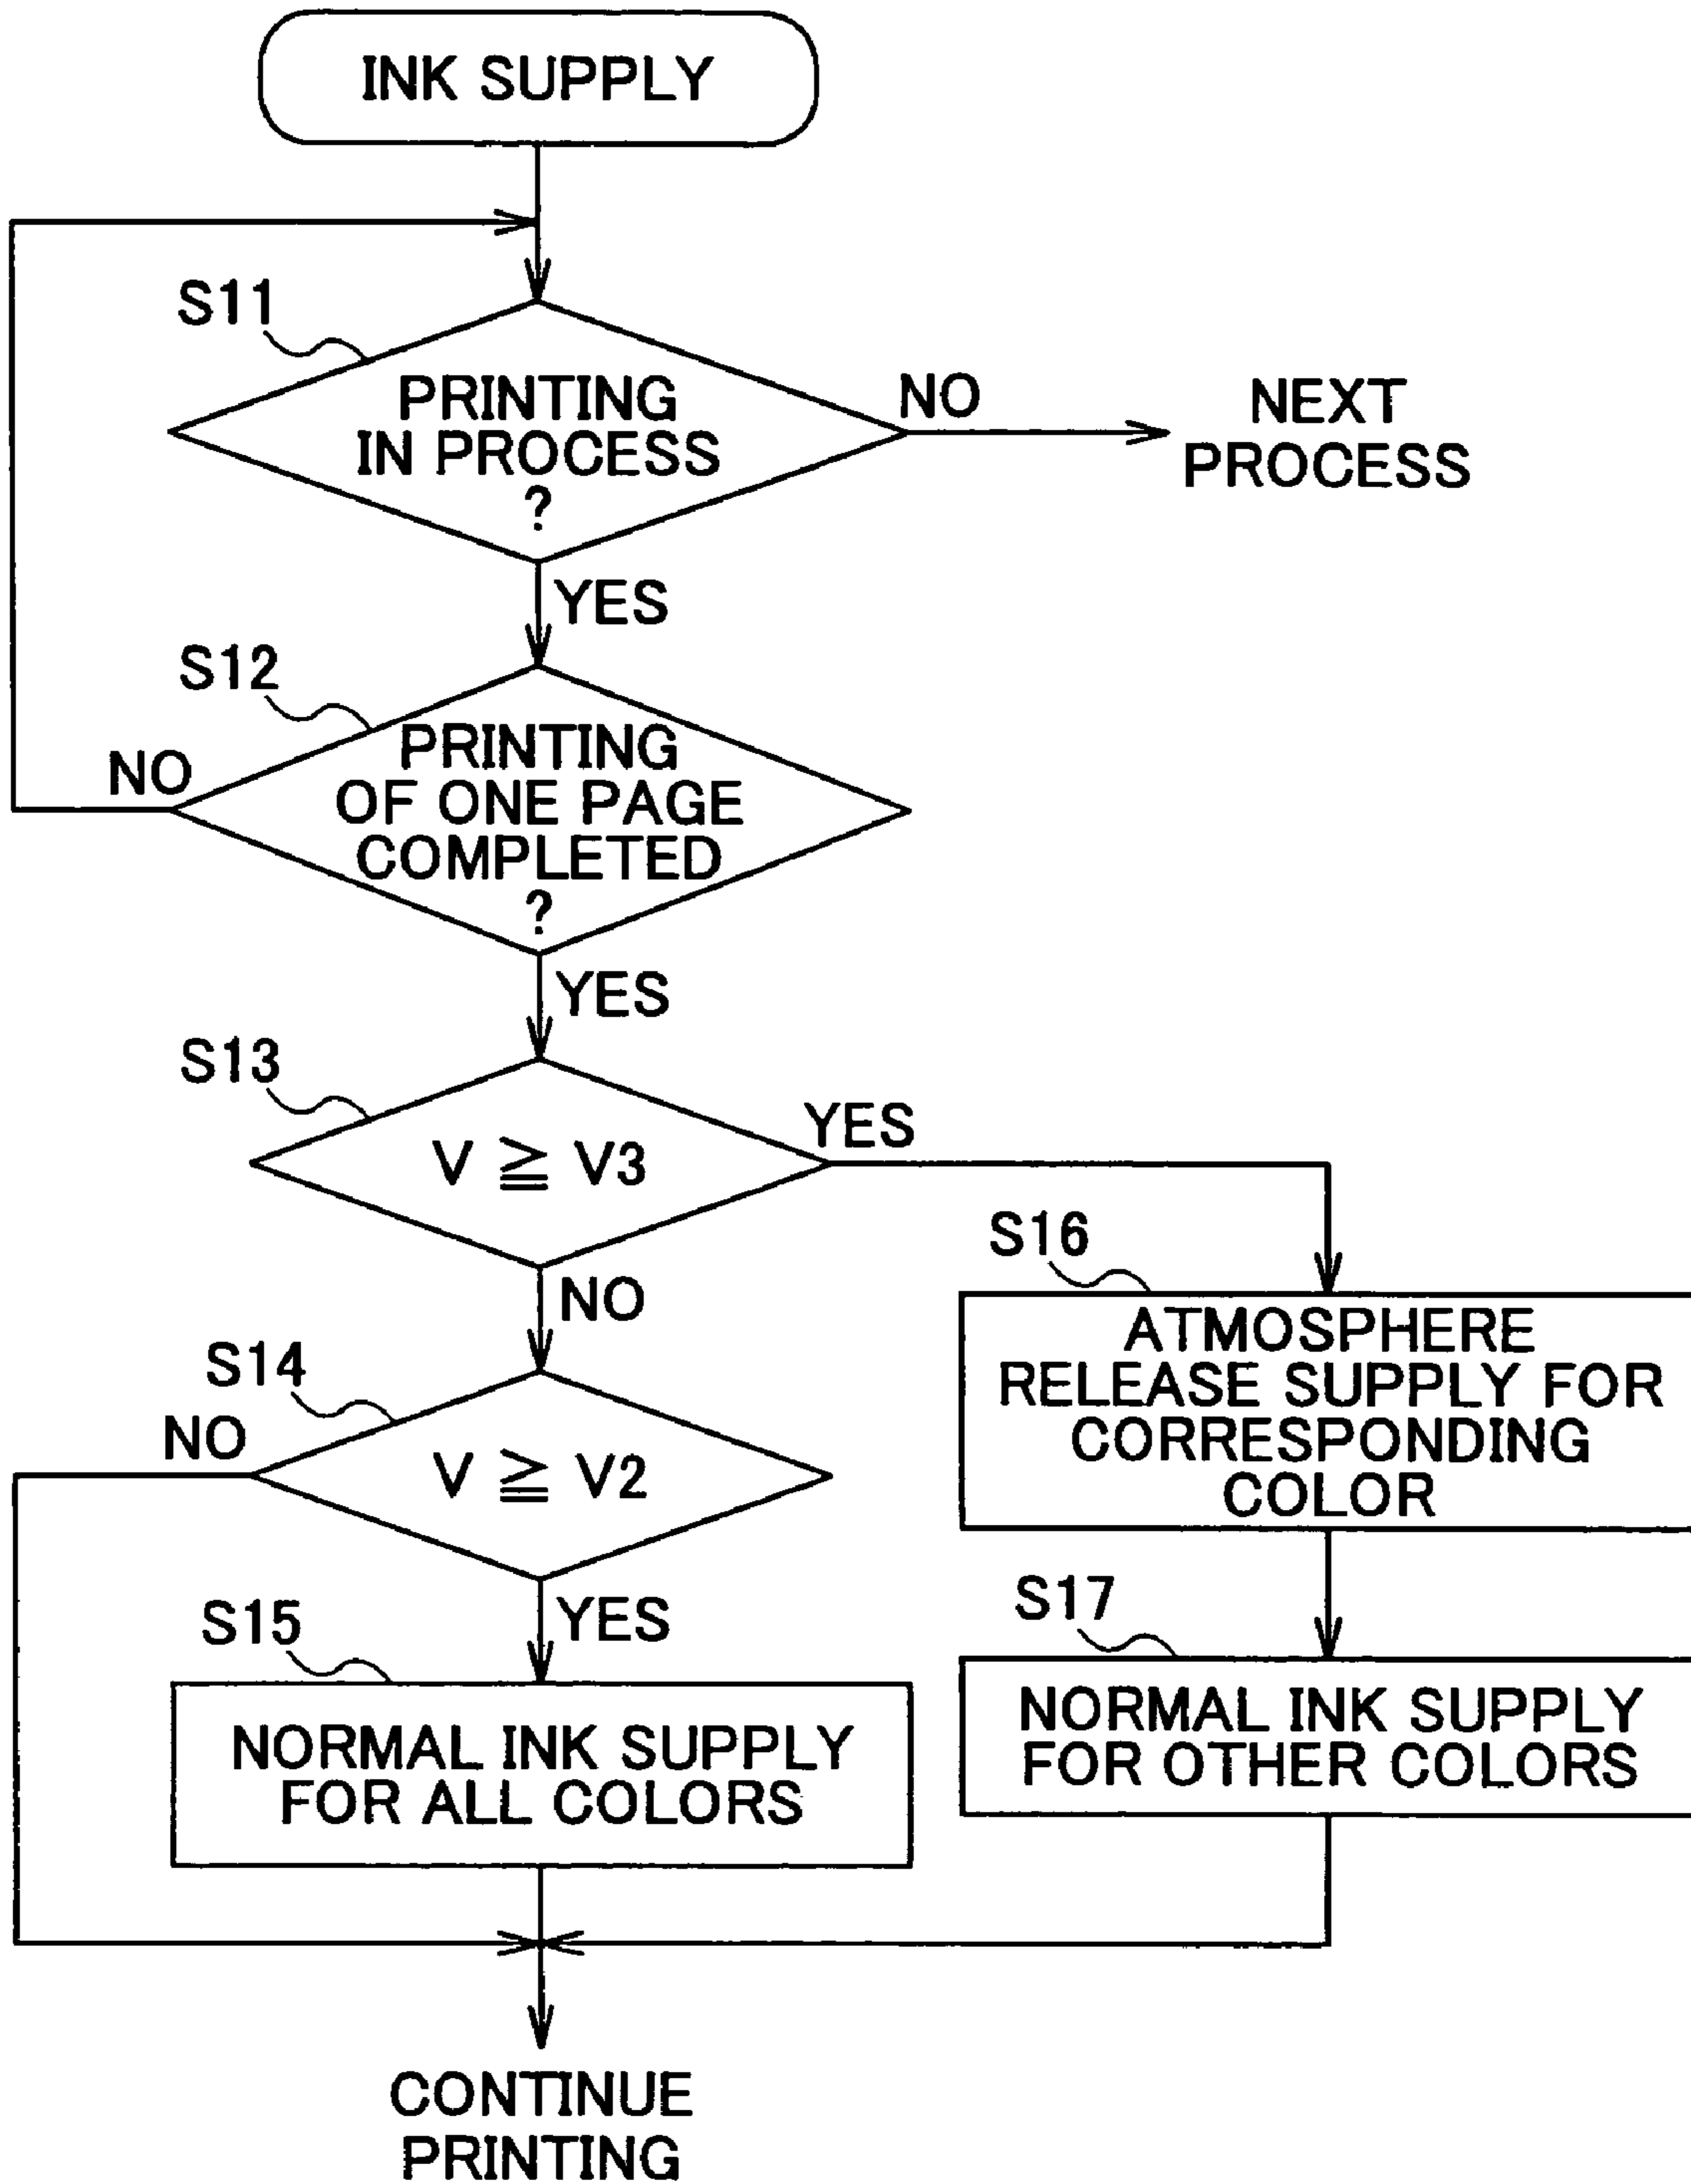 INK SUPPLY
S11
PRINTING
IN PROCESS
?
NO
NEXT
PROCESS
YES
S12
PRINTING
OF ONE PAGE
COMPLETED
?
NO
YES
S13
V ≧ V3
YES
NO
S14
V ≧ V2
NO
YES
S15
NORMAL INK SUPPLY
FOR ALL COLORS
S16
ATMOSPHERE
RELEASE SUPPLY FOR
CORRESPONDING
COLOR
S17
NORMAL INK SUPPLY
FOR OTHER COLORS
CONTINUE
PRINTING